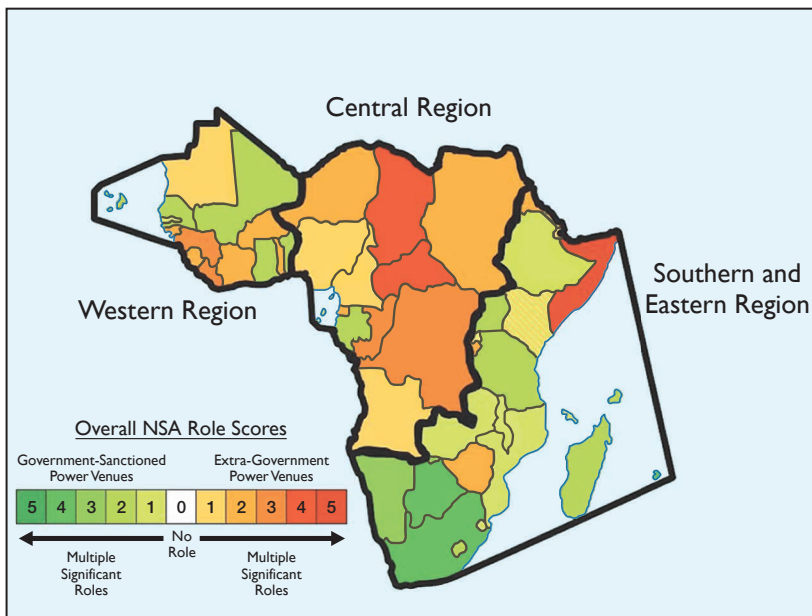 Central Region
Western Region
Southern and
Eastern Region
Overall NSA Role Scores
Government-Sanctioned
Power Venues
Extra-Government
Power Venues
5 4 3 2 1 0 1 2 3 4 5
No
Role
Multiple
Significant
Roles
Multiple
Significant
Roles